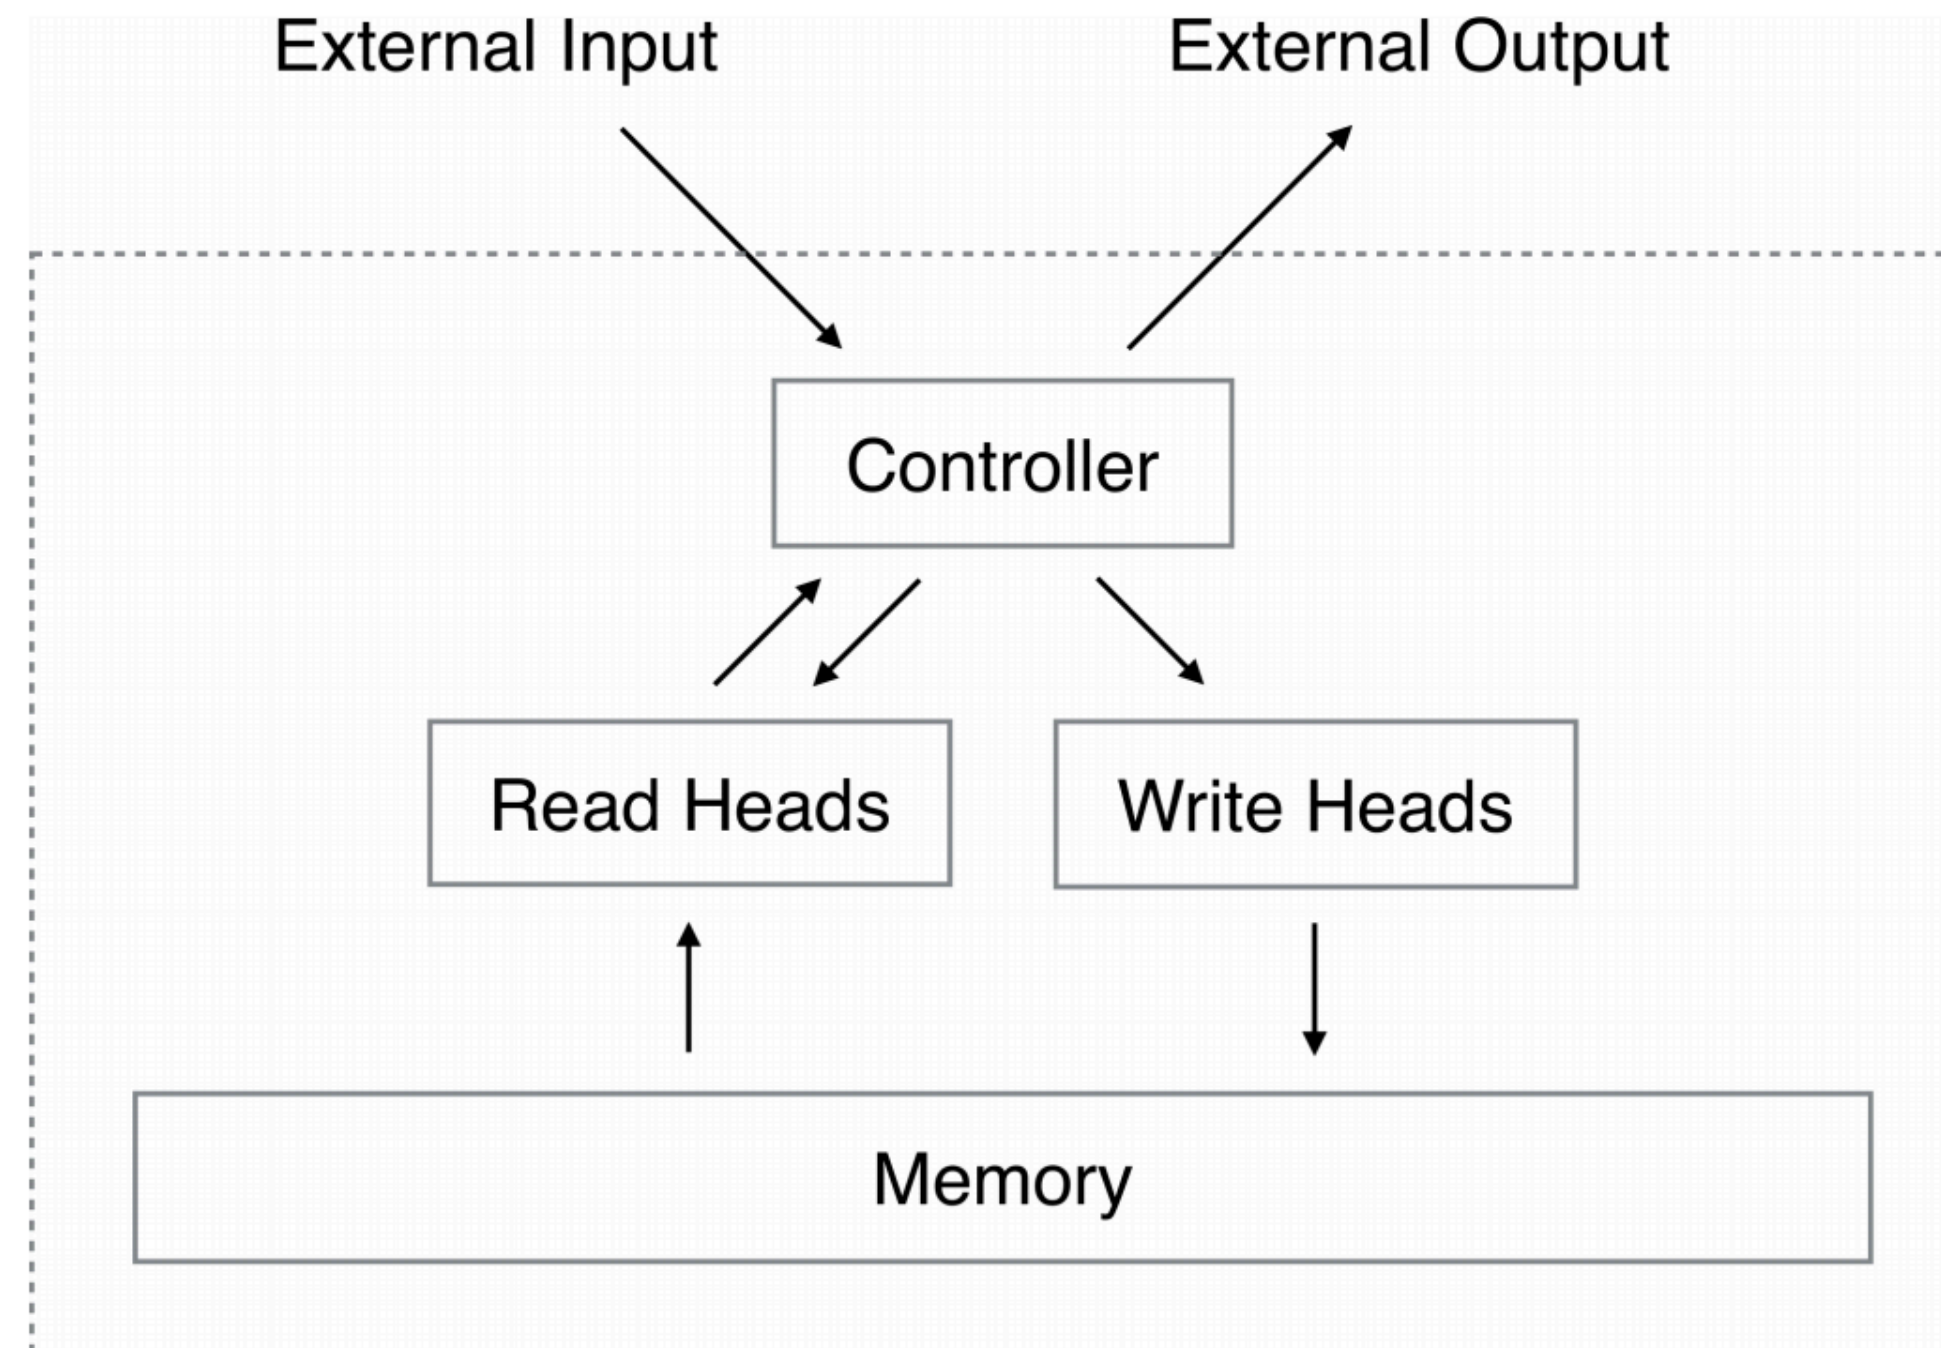 External Input
External Output
Controller
Read Heads
Write Heads
Memory